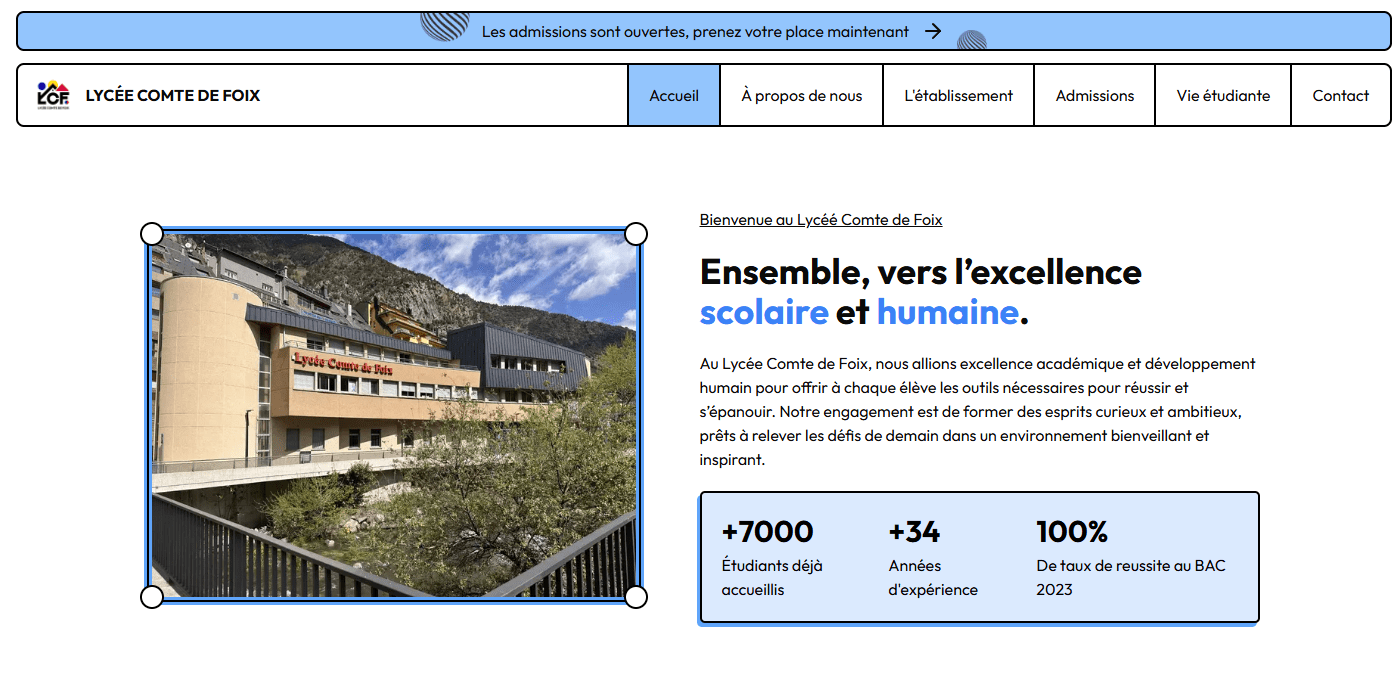 Les admissions sont ouvertes, prenez votre place maintenant
LCF
LYCÉE COMTE DE FOIX
LYCÉE COMTE DE FOIX
Accueil
À propos de nous
L'établissement
Admissions
Vie étudiante
Contact
Lycée Comte de Foix
Bienvenue au Lycéé Comte de Foix
Ensemble, vers l’excellence
scolaire et humaine.
Au Lycée Comte de Foix, nous allions excellence académique et développement
humain pour offrir à chaque élève les outils nécessaires pour réussir et
s’épanouir. Notre engagement est de former des esprits curieux et ambitieux,
prêts à relever les défis de demain dans un environnement bienveillant et
inspirant.
+7000
Étudiants déjà
accueillis
+34
Années
d'expérience
100%
De taux de reussite au BAC
2023